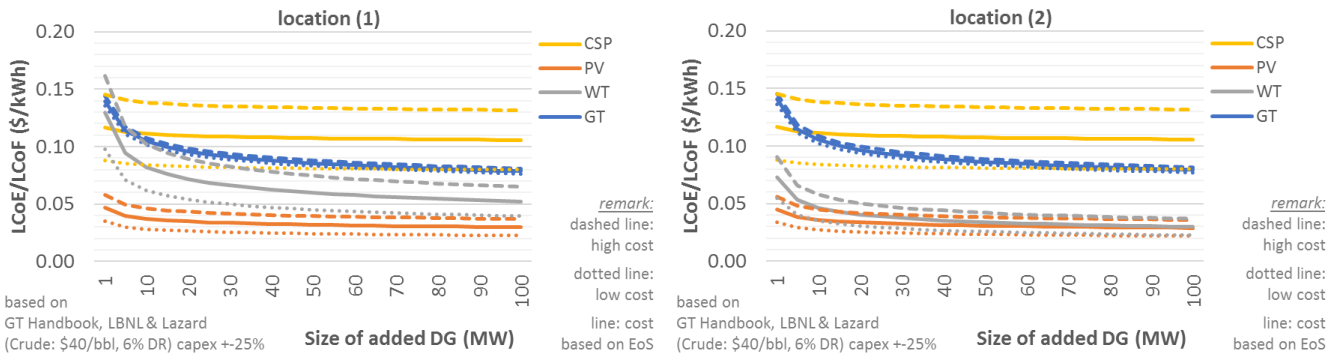 location (1)
LCoE/LCoF ($/kWh)
0.20
0.15
0.10
0.05
0.00
1
10
20
30
40
50
60
70
80
90
100
Size of added DG (MW)
CSP
PV
WT
GT
remark:
dashed line:
high cost
dotted line:
low cost
line: cost
based on EoS
based on
GT Handbook, LBNL & Lazard
(Crude: $40/bbl, 6% DR) capex +-25%
location (2)
LCoE/LCoF ($/kWh)
0.20
0.15
0.10
0.05
0.00
1
10
20
30
40
50
60
70
80
90
100
Size of added DG (MW)
CSP
PV
WT
GT
remark:
dashed line:
high cost
dotted line:
low cost
line: cost
based on EoS
based on
GT Handbook, LBNL & Lazard
(Crude: $40/bbl, 6% DR) capex +-25%